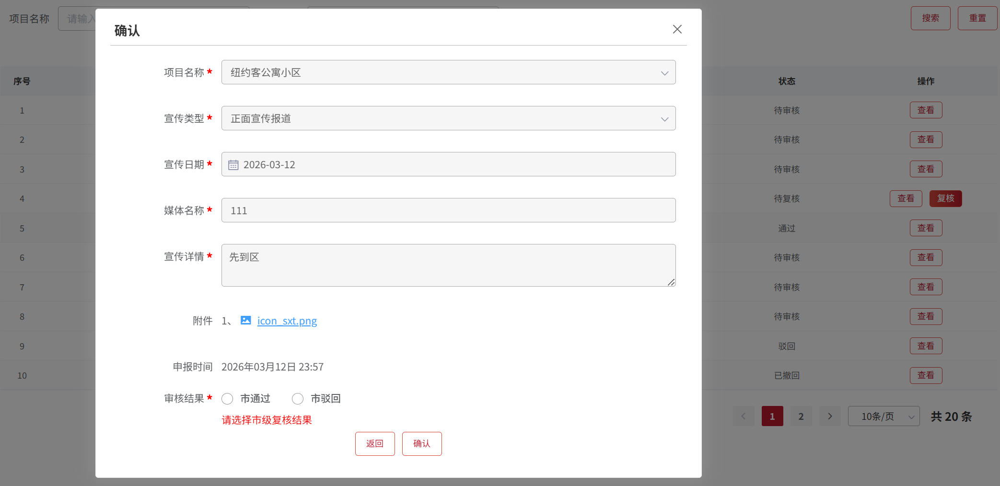 项目名称 请输入 搜索 重置
确认
项目名称* 纽约客公寓小区
宣传类型* 正面宣传报道
宣传日期* 2026-03-12
媒体名称* 111
宣传详情* 先到区
附件 1、 icon_sxt.png
申报时间 2026年03月12日 23:57
审核结果* 市通过 市驳回
请选择市级复核结果
返回 确认
序号 状态 操作
1 待审核 查看
2 待审核 查看
3 待审核 查看
4 待复核 查看 复核
5 通过 查看
6 待审核 查看
7 待审核 查看
8 待审核 查看
9 驳回 查看
10 已撤回 查看
1 2 10条/页 共 20 条